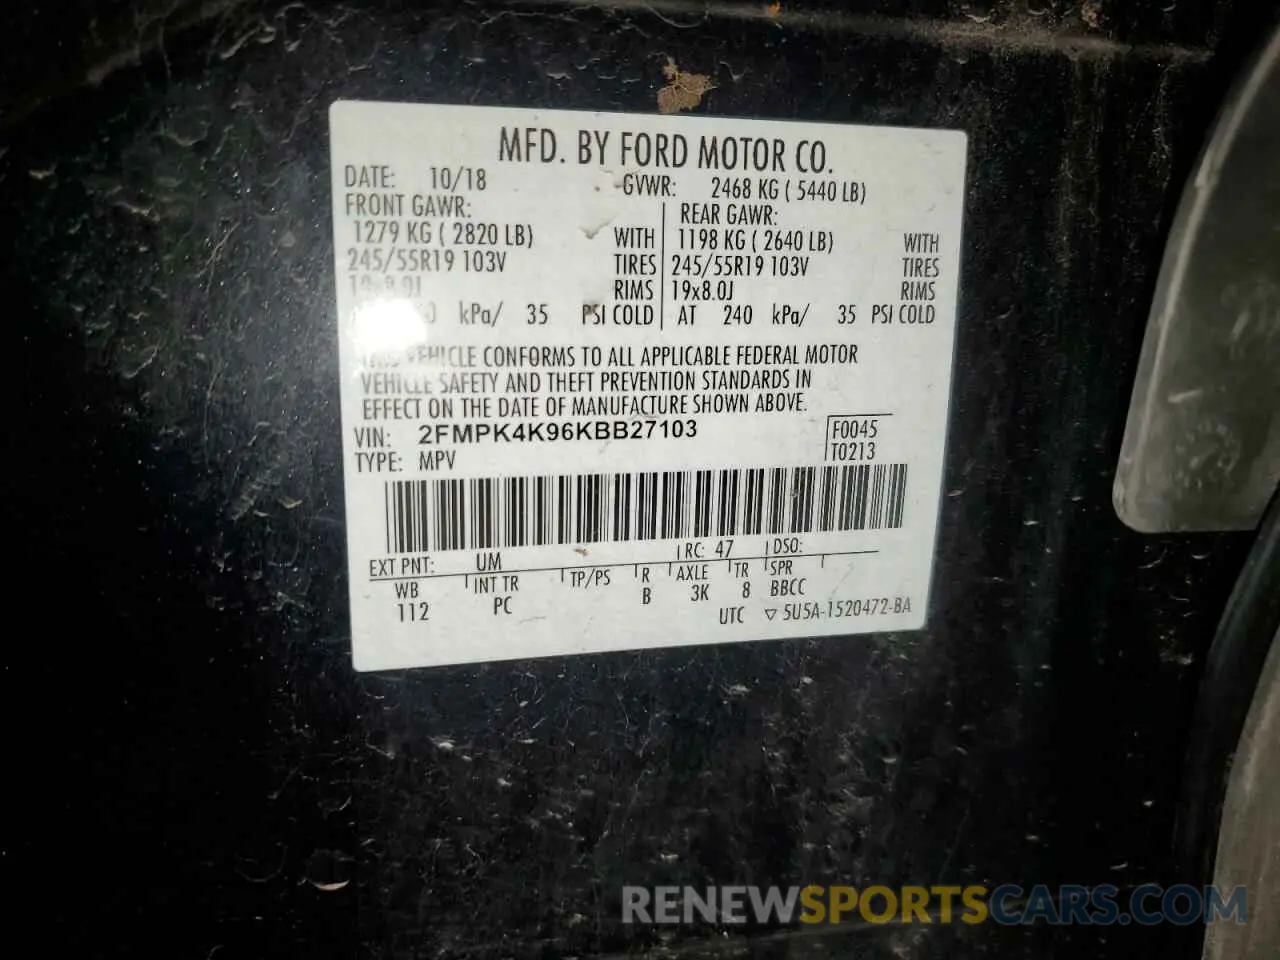 MFD. BY FORD MOTOR CO.
DATE: 10/18 GVWR: 2468 KG ( 5440 LB)
FRONT GAWR: REAR GAWR:
1279 KG ( 2820 LB) WITH 1198 KG ( 2640 LB) WITH
245/55R19 103V TIRES 245/55R19 103V TIRES
19x8.0J RIMS 19x8.0J RIMS
kPa/ 35 PSI COLD AT 240 kPa/ 35 PSI COLD
THIS VEHICLE CONFORMS TO ALL APPLICABLE FEDERAL MOTOR
VEHICLE SAFETY AND THEFT PREVENTION STANDARDS IN
EFFECT ON THE DATE OF MANUFACTURE SHOWN ABOVE.
VIN: 2FMPK4K96KBB27103 F0045
TYPE: MPV T0213
EXT PNT: UM RC: 47 DSO:
WB INT TR TP/PS R AXLE TR SPR
112 PC B 3K 8 BBCC
UTC ▽ 5U5A-1520472-BA
RENEWSPORTSCARS.COM